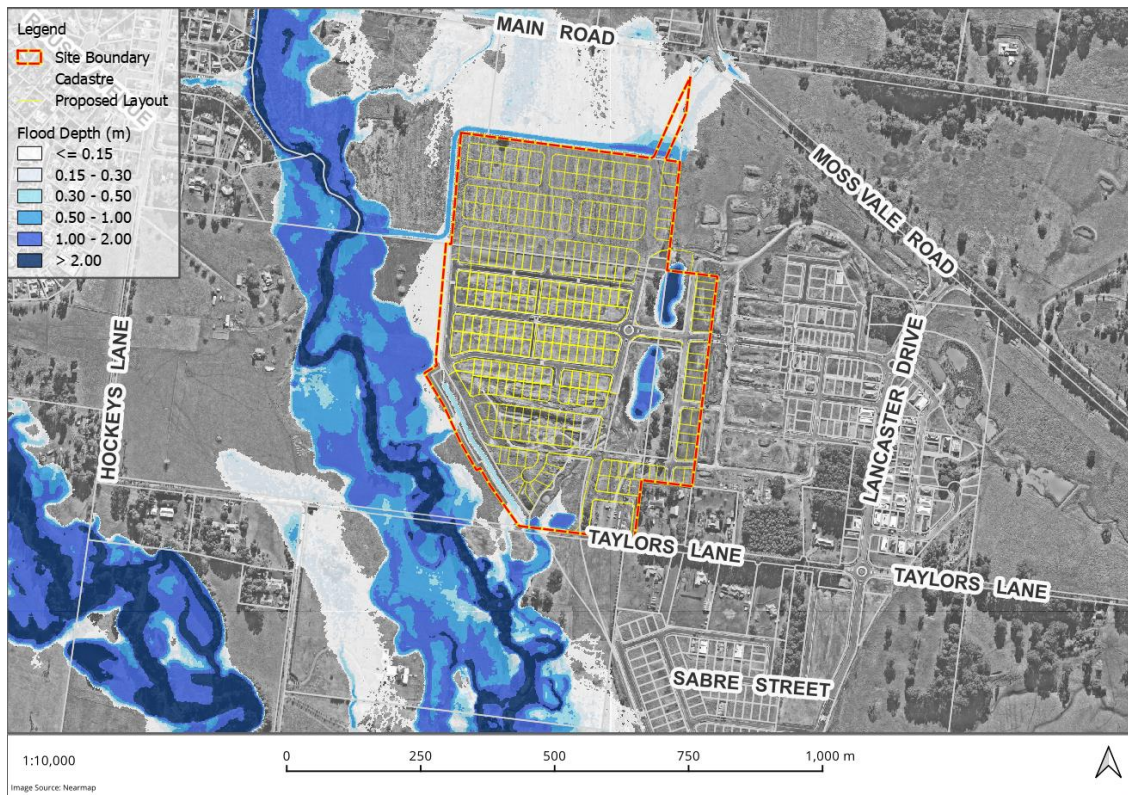 Legend
Site Boundary
Cadastre
Proposed Layout
Flood Depth (m)
<= 0.15
0.15 - 0.30
0.30 - 0.50
0.50 - 1.00
1.00 - 2.00
> 2.00
MAIN ROAD
MOSS VALE ROAD
HOCKEYS LANE
LANCASTER DRIVE
TAYLORS LANE
TAYLORS LANE
SABRE STREET
1:10,000
0
250
500
750
1,000 m
Image Source: Nearmap